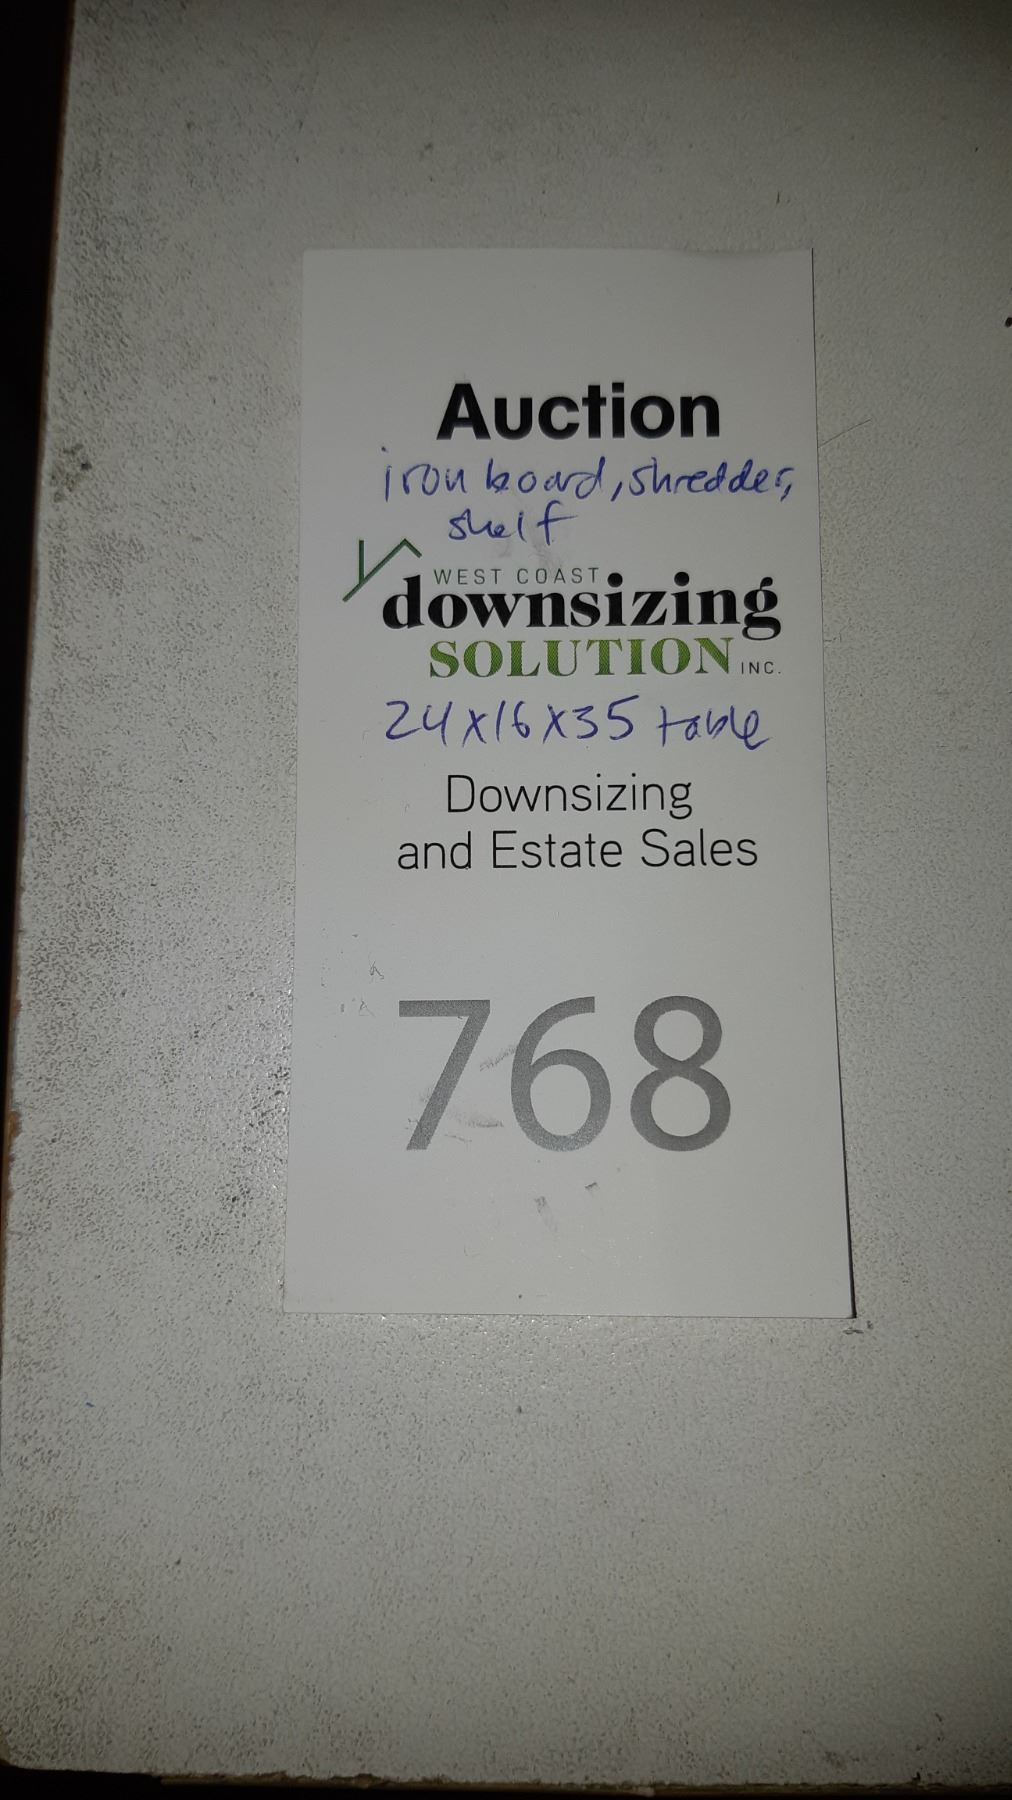 Auction
iron board, shredder,
shelf
WEST COAST
downsizing
SOLUTION INC.
24x16x35 table
Downsizing
and Estate Sales
768